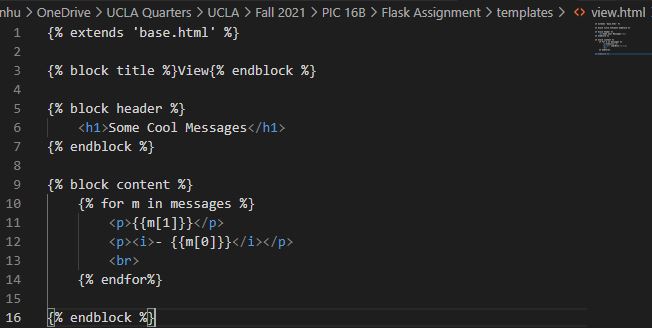 nhu > OneDrive > UCLA Quarters > UCLA > Fall 2021 > PIC 16B > Flask Assignment > templates > <> view.html
1 {% extends 'base.html' %}
2
3 {% block title %}View{% endblock %}
4
5 {% block header %}
6 <h1>Some Cool Messages</h1>
7 {% endblock %}
8
9 {% block content %}
10 {% for m in messages %}
11 <p>{{m[1]}}</p>
12 <p><i>- {{m[0]}}</i></p>
13 <br>
14 {% endfor%}
15
16 {% endblock %}